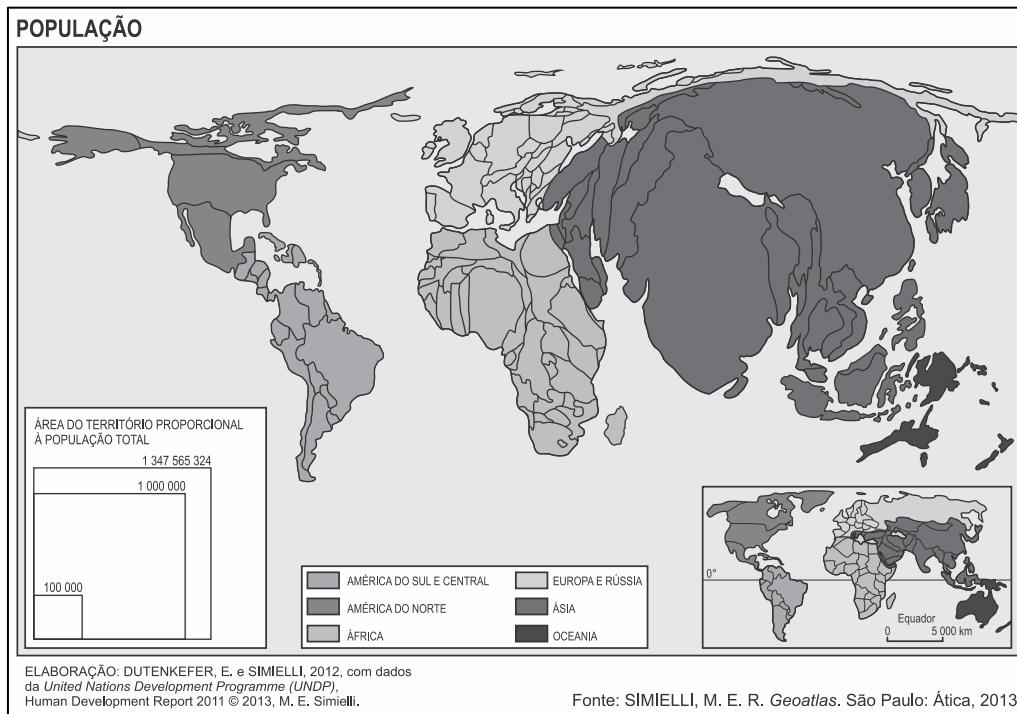 POPULAÇÃO
ÁREA DO TERRITÓRIO PROPORCIONAL
À POPULAÇÃO TOTAL
1 347 565 324
1 000 000
100 000
AMÉRICA DO SUL E CENTRAL
AMÉRICA DO NORTE
ÁFRICA
EUROPA E RÚSSIA
ÁSIA
OCEANIA
0°
Equador
0 5 000 km
ELABORAÇÃO: DUTENKEFER, E. e SIMIELLI, 2012, com dados
da United Nations Development Programme (UNDP),
Human Development Report 2011 © 2013, M. E. Simielli.
Fonte: SIMIELLI, M. E. R. Geoatlas. São Paulo: Ática, 2013